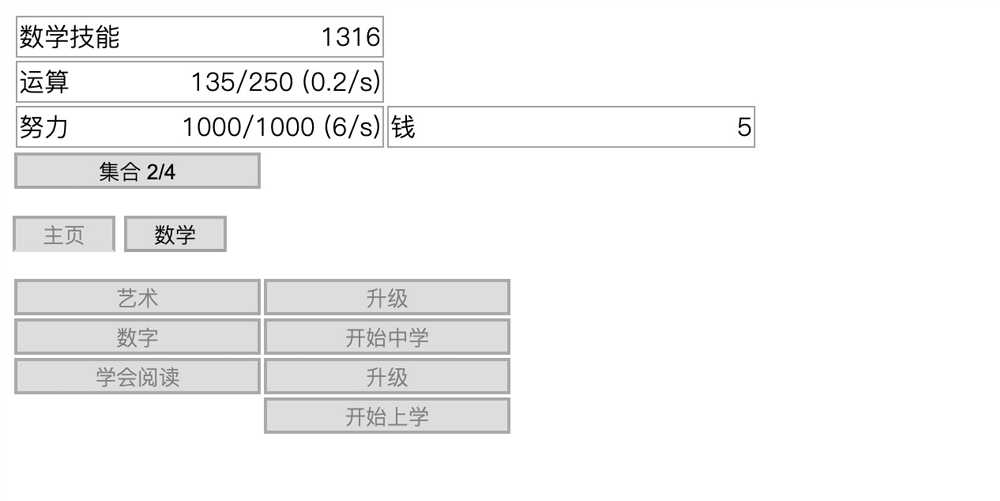 数学技能 1316
运算 135/250 (0.2/s)
努力 1000/1000 (6/s) 钱 5
集合 2/4
主页 数学
艺术 升级
数字 开始中学
学会阅读 升级
开始上学